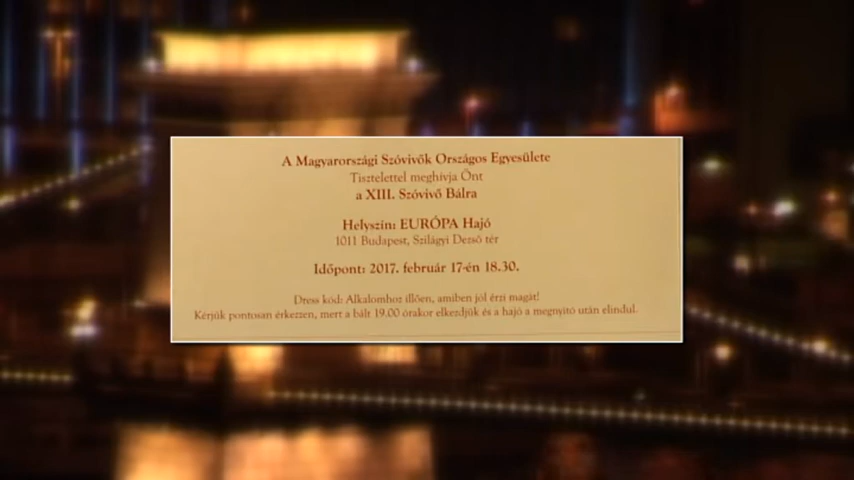 A Magyarországi Szóvivők Országos Egyesülete
Tisztelettel meghívja Önt
a XIII. Szóvivő Bálra
Helyszín: EURÓPA Hajó
1011 Budapest, Szilágyi Dezső tér
Időpont: 2017. február 17-én 18.30.
Dress kód: Alkalomhoz illően, amiben jól érzi magát!
Kérjük pontosan érkezzen, mert a bált 19.00 órakor elkezdjük és a hajó a megnyitó után elindul.